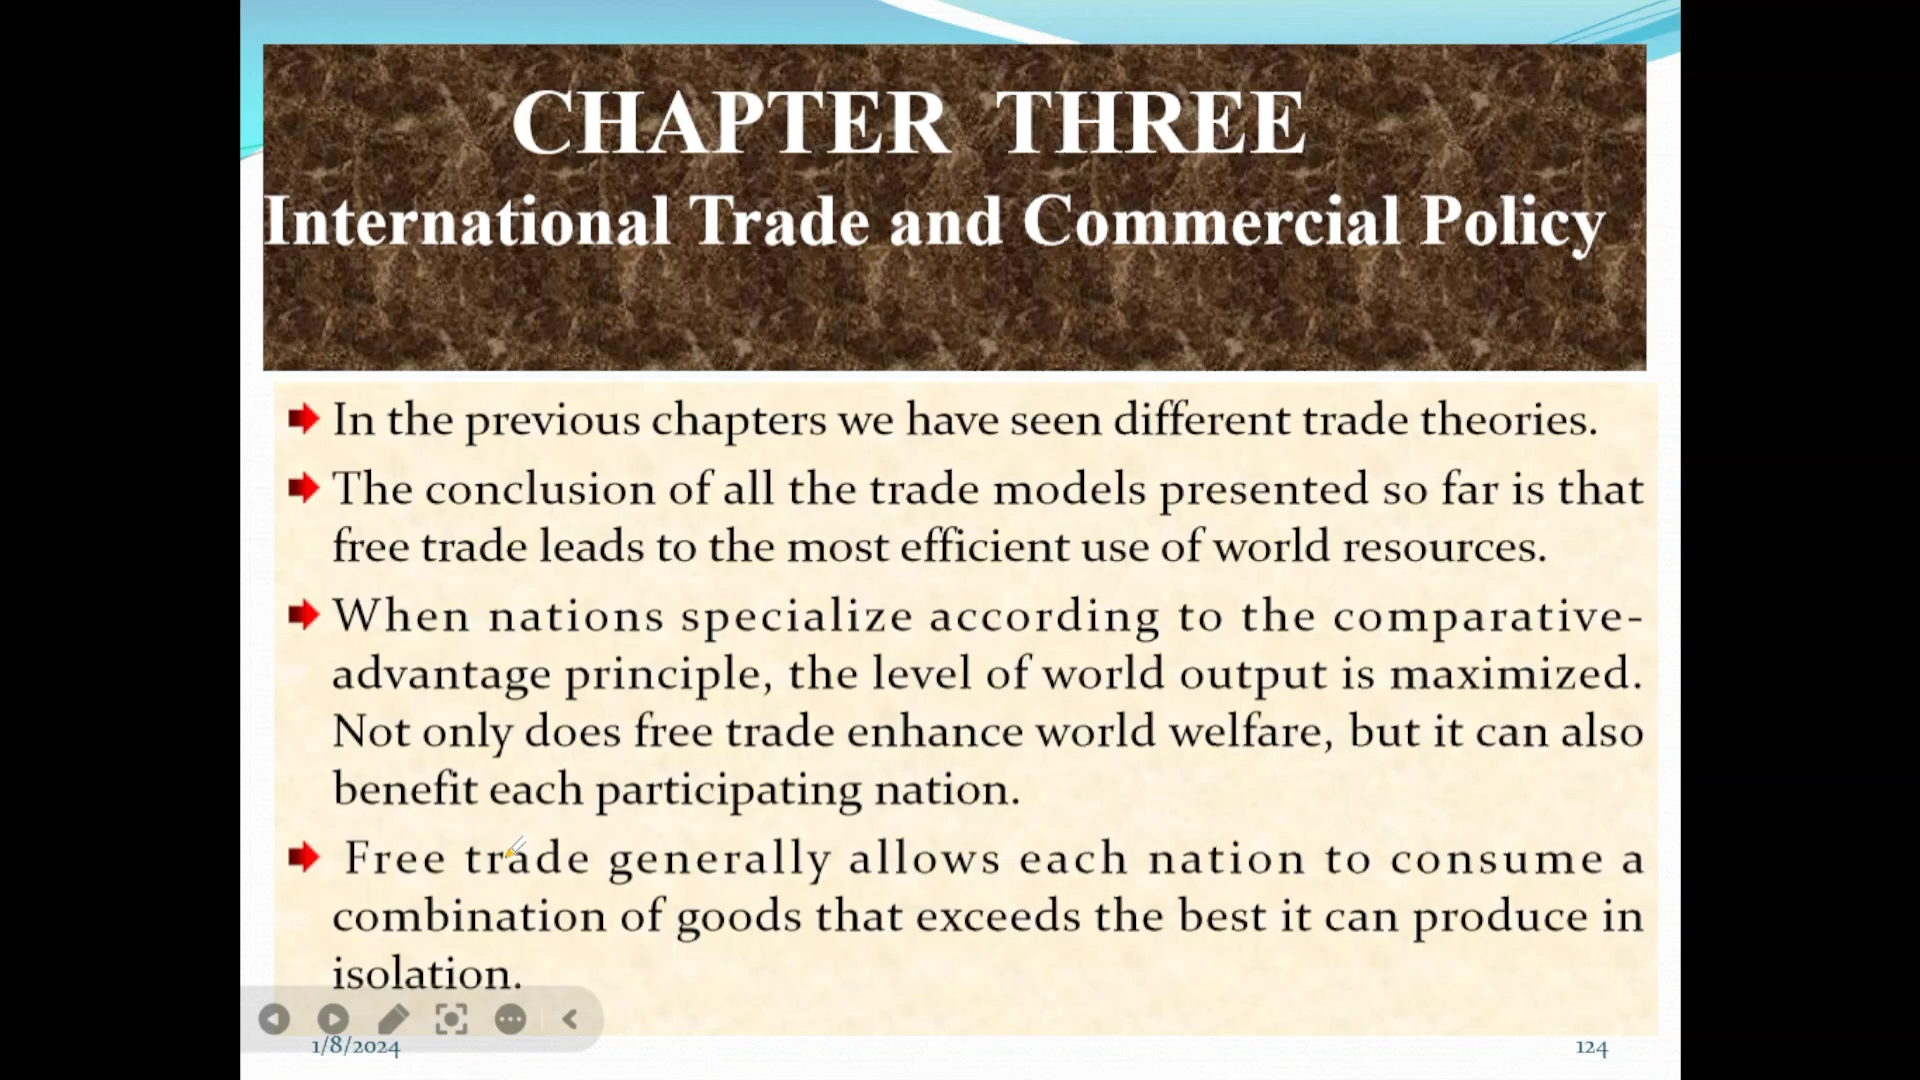 CHAPTER THREE
International Trade and Commercial Policy
In the previous chapters we have seen different trade theories.
The conclusion of all the trade models presented so far is that
free trade leads to the most efficient use of world resources.
When nations specialize according to the comparative-
advantage principle, the level of world output is maximized.
Not only does free trade enhance world welfare, but it can also
benefit each participating nation.
Free trade generally allows each nation to consume a
combination of goods that exceeds the best it can produce in
isolation.
1/8/2024
124